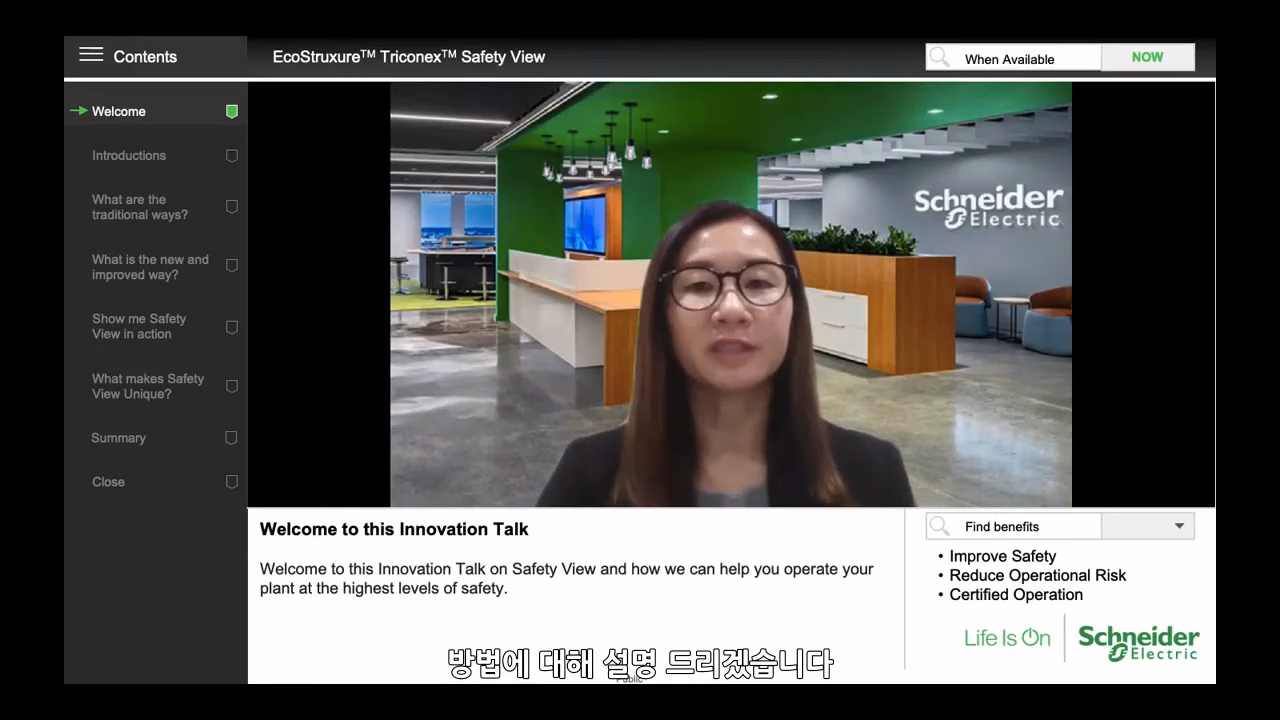 Contents
EcoStruxure™ Triconex™ Safety View
When Available
NOW
Welcome
Introductions
What are the
traditional ways?
What is the new and
improved way?
Show me Safety
View in action
What makes Safety
View Unique?
Summary
Close
Schneider
Electric
Welcome to this Innovation Talk
Welcome to this Innovation Talk on Safety View and how we can help you operate your
plant at the highest levels of safety.
Find benefits
• Improve Safety
• Reduce Operational Risk
• Certified Operation
Life Is On
Schneider
Electric
방법에 대해 설명 드리겠습니다
Public